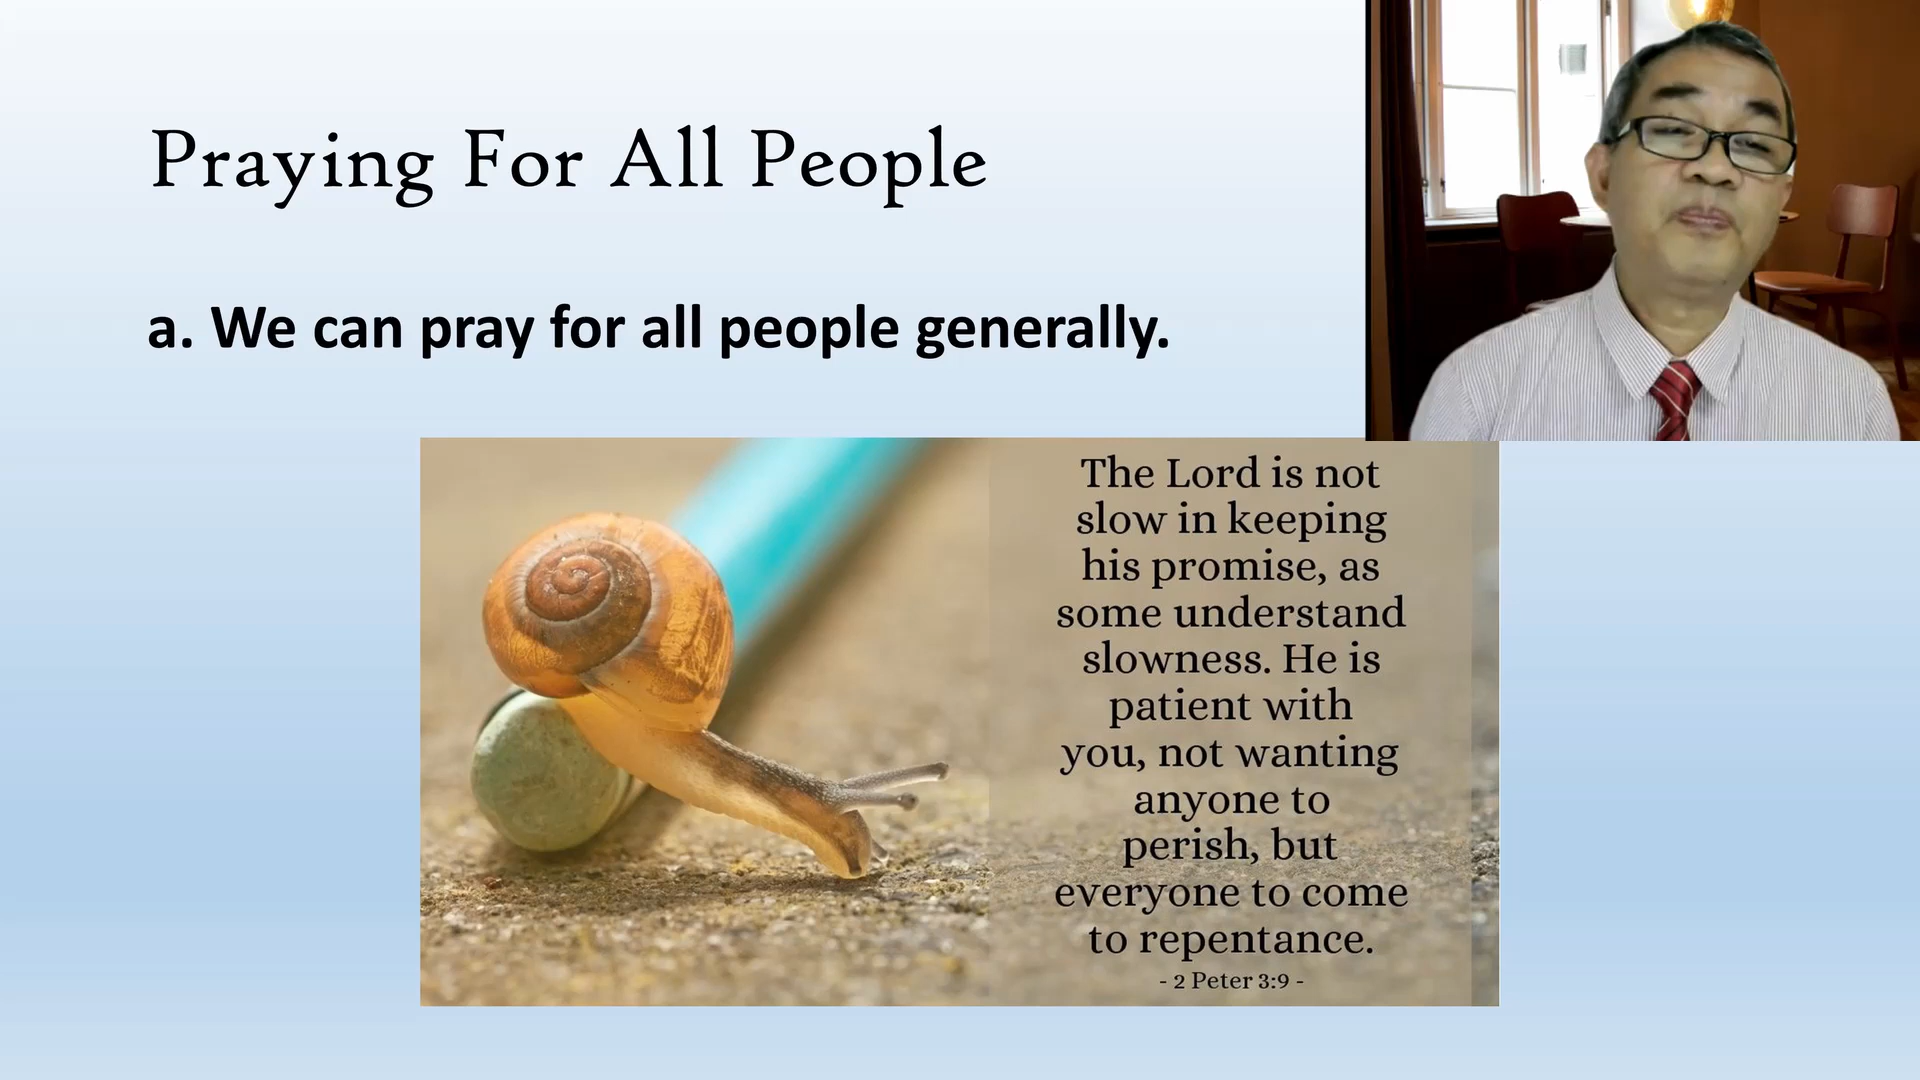 Praying For All People
a. We can pray for all people generally.
The Lord is not
slow in keeping
his promise, as
some understand
slowness. He is
patient with
you, not wanting
anyone to
perish, but
everyone to come
to repentance.
- 2 Peter 3:9 -